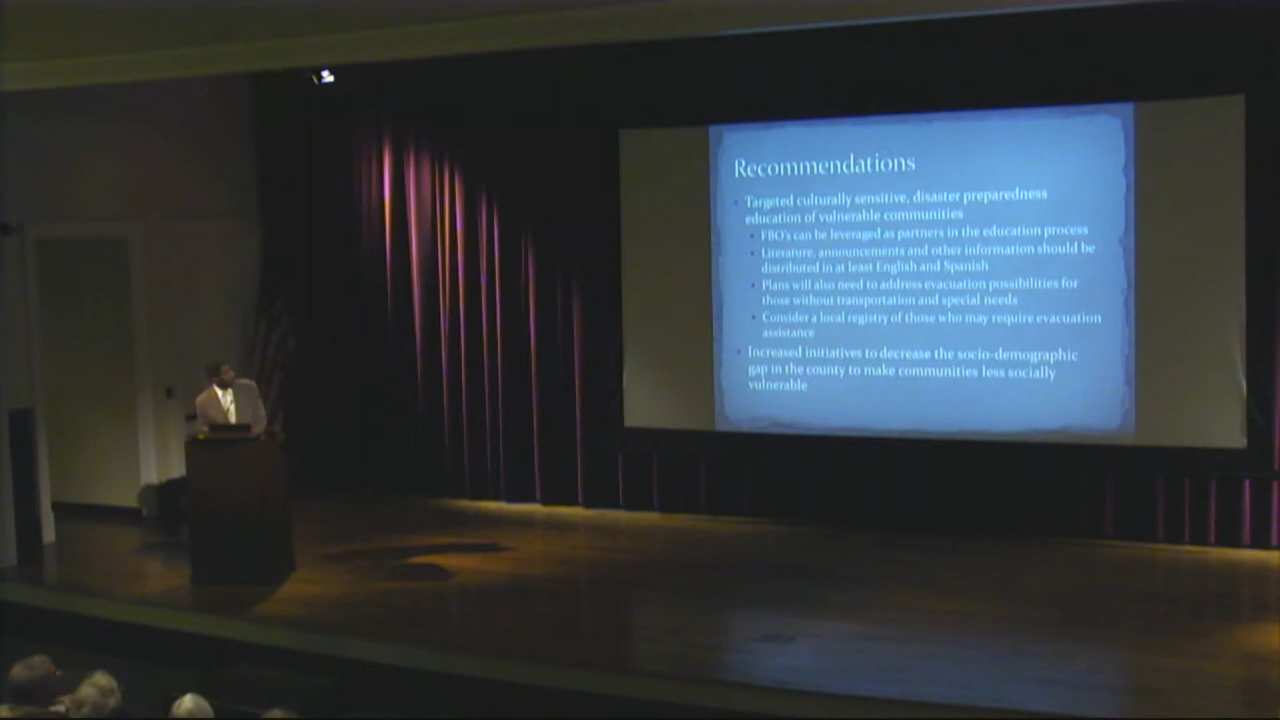 Recommendations
Targeted culturally sensitive, disaster preparedness
education of vulnerable communities
FBO's can be leveraged as partners in the education process
Literature, announcements and other information should be
distributed in at least English and Spanish
Plans will also need to address evacuation possibilities for
those without transportation and special needs
Consider a local registry of those who may require evacuation
assistance
Increased initiatives to decrease the socio-demographic
gap in the county to make communities less socially
vulnerable